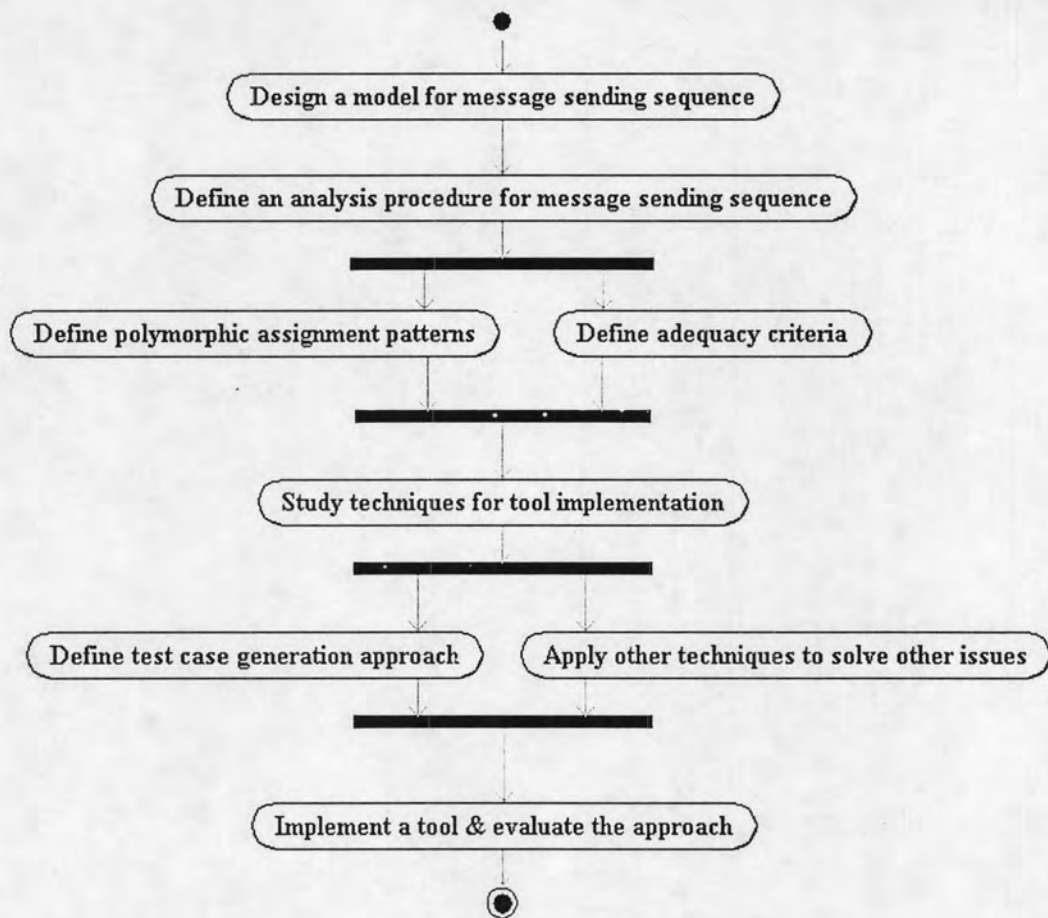 Design a model for message sending sequence
Define an analysis procedure for message sending sequence
Define polymorphic assignment patterns
Define adequacy criteria
Study techniques for tool implementation
Define test case generation approach
Apply other techniques to solve other issues
Implement a tool & evaluate the approach